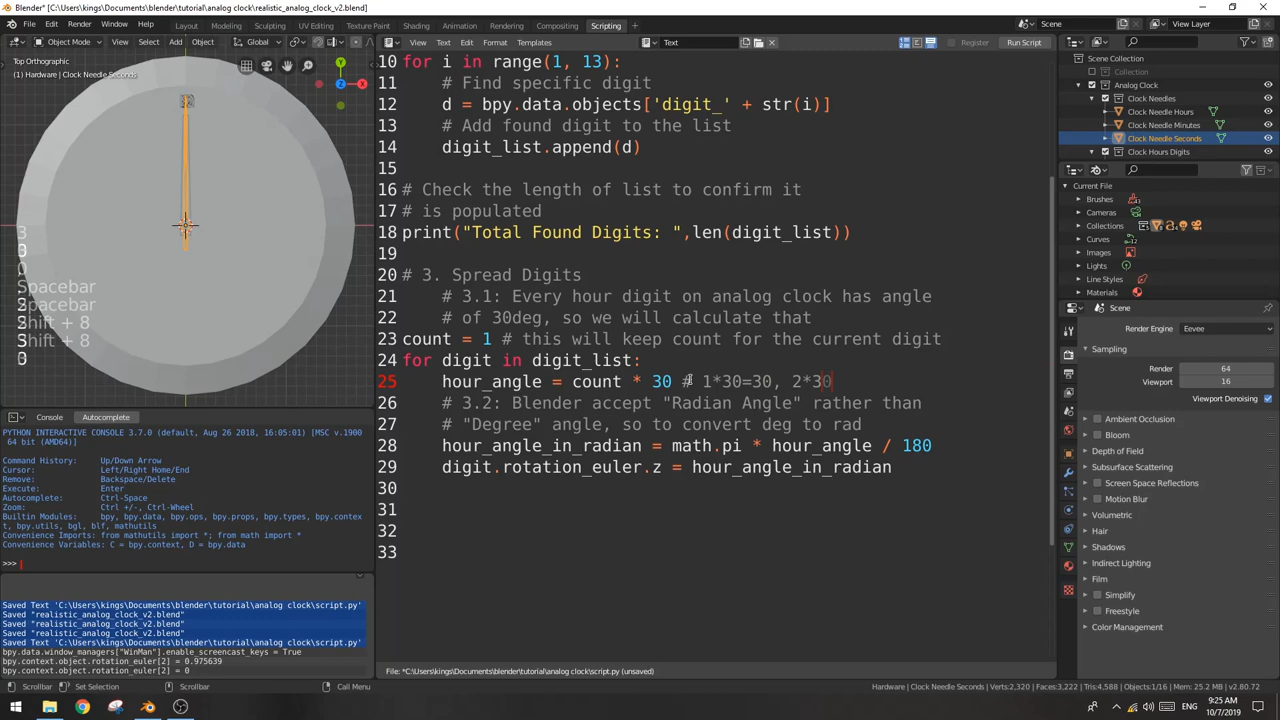 Blender* [C:\Users\kings\Documents\blender\tutorial\analog clock\realistic_analog_clock_v2.blend]
File Edit Render Window Help Layout Modeling Sculpting UV Editing Texture Paint Shading Animation Rendering Compositing Scripting + Scene View Layer
Object Mode View Select Add Object Global
View Text Edit Format Templates Text Register Run Script
Top Orthographic
(1) Hardware | Clock Needle Seconds
Y
X
Z
Spacebar
Spacebar
Shift + 8
Shift + 8
10 for i in range(1, 13):
11 # Find specific digit
12 d = bpy.data.objects['digit_' + str(i)]
13 # Add found digit to the list
14 digit_list.append(d)
15
16 # Check the length of list to confirm it
17 # is populated
18 print("Total Found Digits: ",len(digit_list))
19
20 # 3. Spread Digits
21 # 3.1: Every hour digit on analog clock has angle
22 # of 30deg, so we will calculate that
23 count = 1 # this will keep count for the current digit
24 for digit in digit_list:
25 hour_angle = count * 30 # 1*30=30, 2*30
26 # 3.2: Blender accept "Radian Angle" rather than
27 # "Degree" angle, so to convert deg to rad
28 hour_angle_in_radian = math.pi * hour_angle / 180
29 digit.rotation_euler.z = hour_angle_in_radian
30
31
32
33
File: *C:\Users\kings\Documents\blender\tutorial\analog clock\script.py (unsaved)
View Console Autocomplete
PYTHON INTERACTIVE CONSOLE 3.7.0 (default, Aug 26 2018, 16:05:01) [MSC v.1900
64 bit (AMD64)]
Command History: Up/Down Arrow
Cursor: Left/Right Home/End
Remove: Backspace/Delete
Execute: Enter
Autocomplete: Ctrl-Space
Zoom: Ctrl +/-, Ctrl-Wheel
Builtin Modules: bpy, bpy.data, bpy.ops, bpy.props, bpy.types, bpy.contex
t, bpy.utils, bgl, blf, mathutils
Convenience Imports: from mathutils import *; from math import *
Convenience Variables: C = bpy.context, D = bpy.data
>>>
Saved Text 'C:\Users\kings\Documents\blender\tutorial\analog clock\script.py'
Saved "realistic_analog_clock_v2.blend"
Saved "realistic_analog_clock_v2.blend"
Saved "realistic_analog_clock_v2.blend"
Saved Text 'C:\Users\kings\Documents\blender\tutorial\analog clock\script.py'
bpy.data.window_managers["WinMan"].enable_screencast_keys = True
bpy.context.object.rotation_euler[2] = 0.975639
bpy.context.object.rotation_euler[2] = 0
Scene Collection
Collection
Analog Clock
Clock Needles
Clock Needle Hours
Clock Needle Minutes
Clock Needle Seconds
Clock Hours Digits
Current File
Brushes
Cameras
Collections
Curves
Images
Lights
Line Styles
Materials
Scene
Render Engine Eevee
Sampling
Render 64
Viewport 16
Viewport Denoising
Ambient Occlusion
Bloom
Depth of Field
Subsurface Scattering
Screen Space Reflections
Motion Blur
Volumetric
Hair
Shadows
Indirect Lighting
Film
Simplify
Freestyle
Color Management
Scrollbar Set Selection Scrollbar Call Menu
Hardware | Clock Needle Seconds | Verts:2,320 | Faces:3,222 | Tris:4,588 | Objects:1/16 | Mem: 25.2 MB | v2.80.72
ENG
9:25 AM
10/7/2019